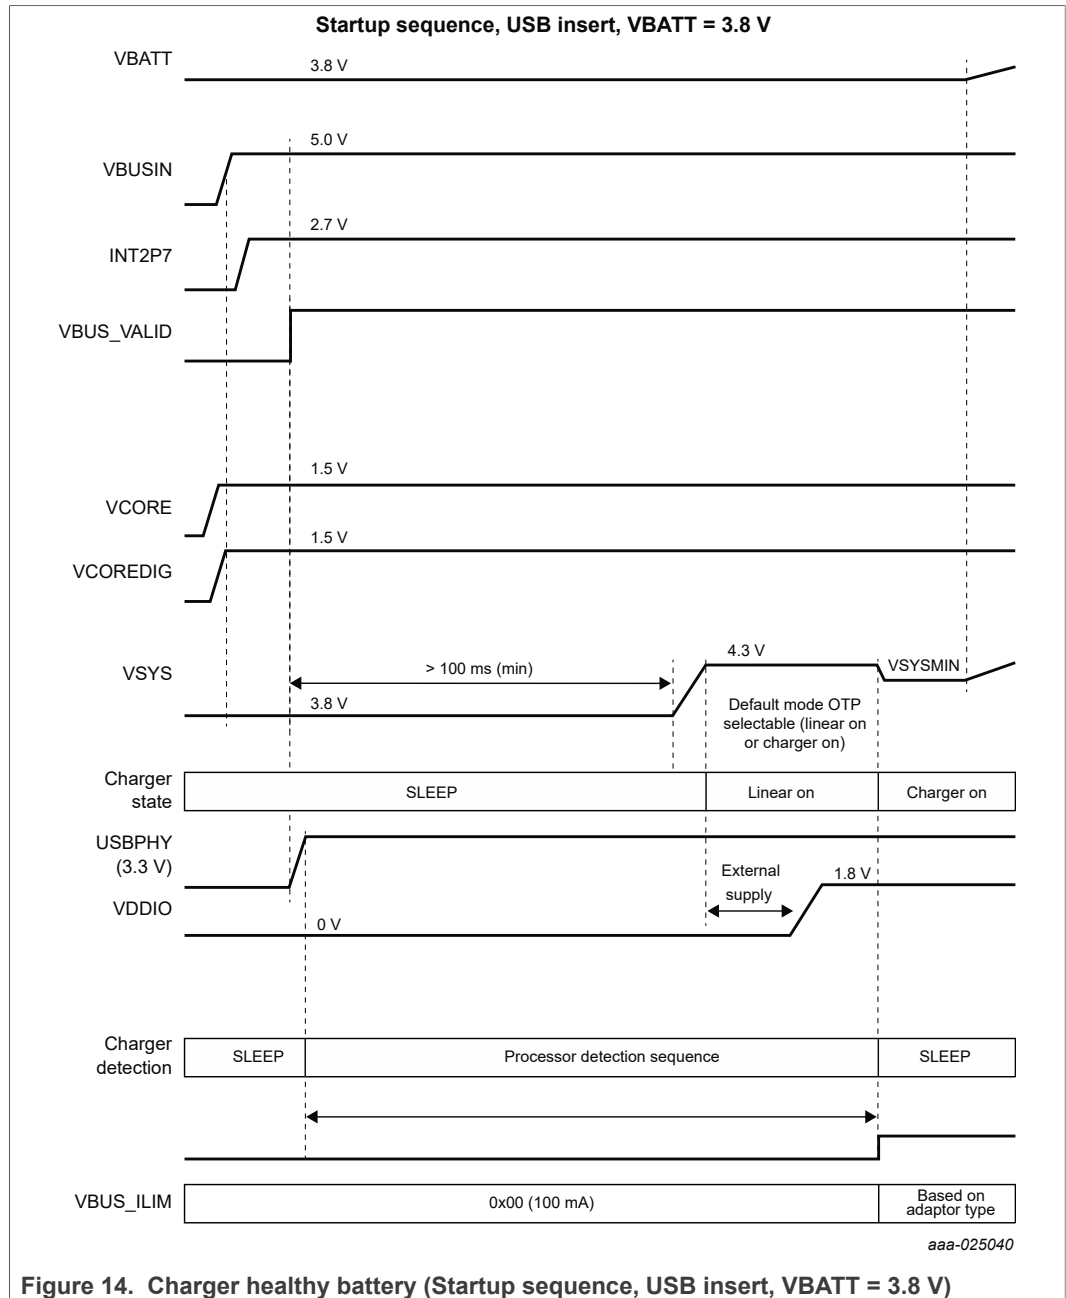 Startup sequence, USB insert, VBATT = 3.8 V
VBATT
3.8 V
5.0 V
VBUSIN
2.7 V
INT2P7
VBUS_VALID
1.5 V
VCORE
1.5 V
VCOREDIG
4.3 V
VSYS
> 100 ms (min)
VSYSMIN
3.8 V
Default mode OTP
selectable (linear on
or charger on)
Charger
state
SLEEP
Linear on
Charger on
USBPHY
(3.3 V)
External
supply
1.8 V
VDDIO
0 V
Charger
detection
SLEEP
Processor detection sequence
SLEEP
VBUS_ILIM
0x00 (100 mA)
Based on
adaptor type
aaa-025040
Figure 14. Charger healthy battery (Startup sequence, USB insert, VBATT = 3.8 V)